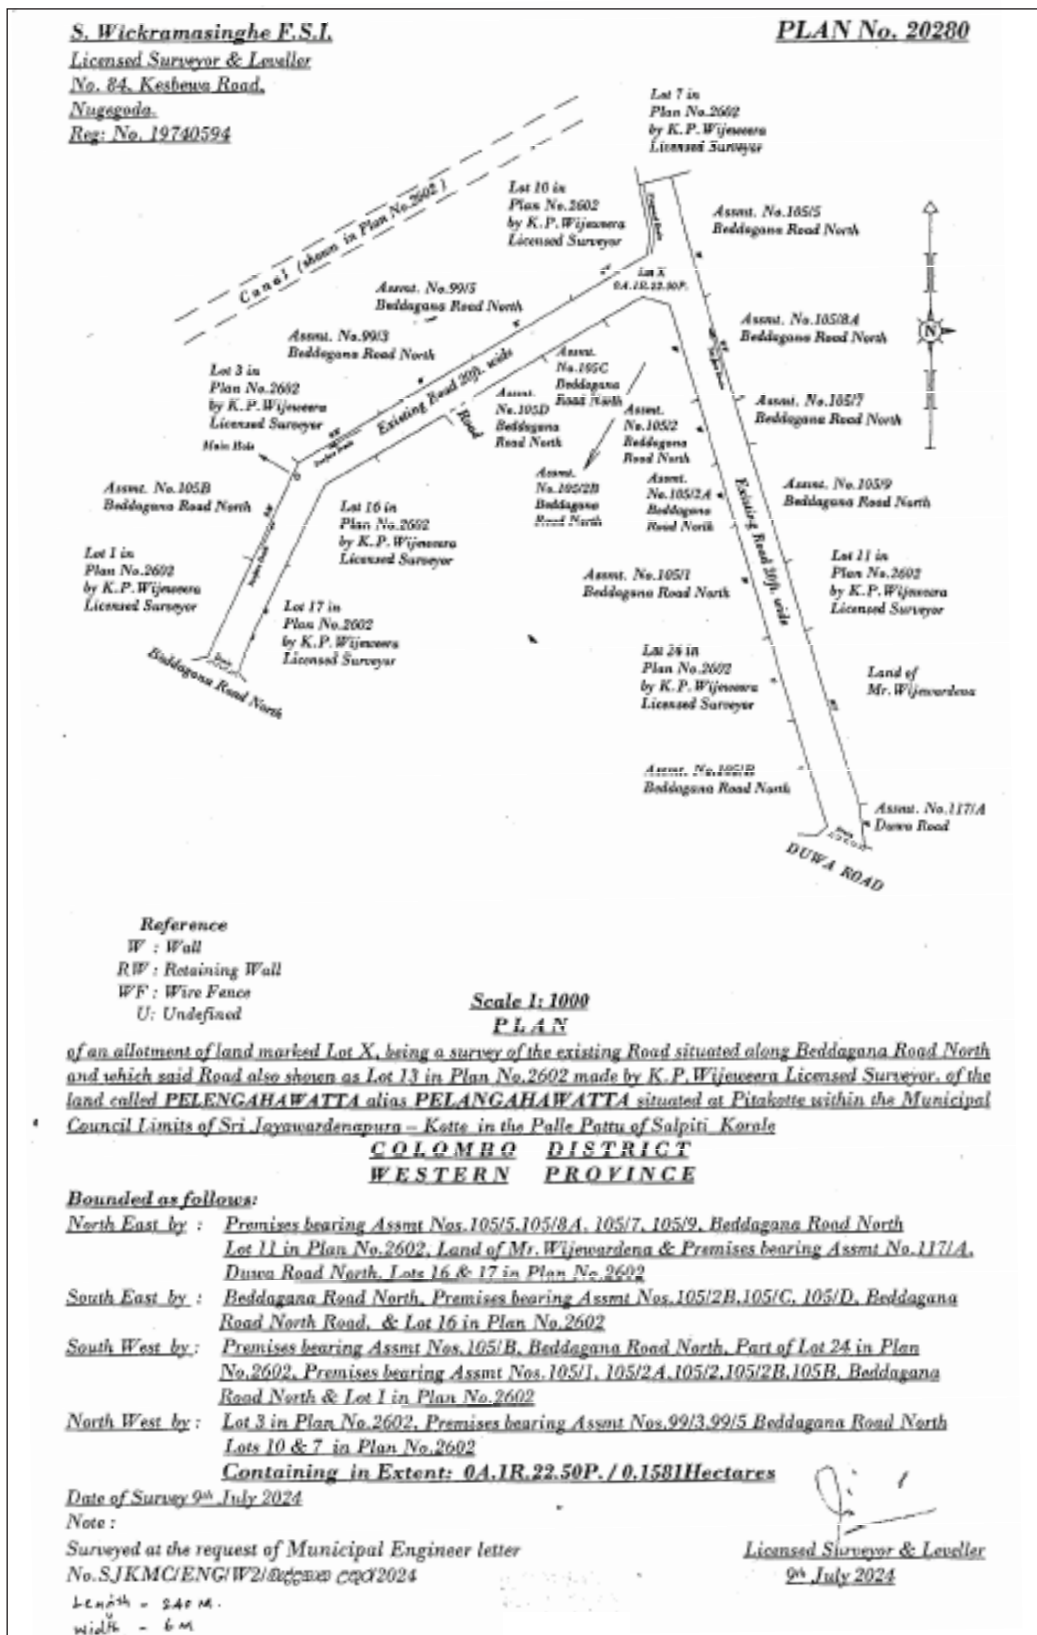 S. Wickramasinghe F.S.I.
Licensed Surveyor & Leveller
No. 84, Kesbewa Road,
Nugegoda.
Reg: No. 19740594
PLAN No. 20280
Lot 7 in
Plan No.2602
by K.P.Wijeweera
Licensed Surveyor
Canal (shown in Plan No.2602)
Lot 10 in
Plan No.2602
by K.P.Wijeweera
Licensed Surveyor
Assmt. No.105/5
Beddagana Road North
Lot X
0A.1R.22.50P.
Assmt. No.99/5
Beddagana Road North
Assmt. No.99/3
Beddagana Road North
Assmt. No.105/8A
Beddagana Road North
N
Lot 3 in
Plan No.2602
by K.P.Wijeweera
Licensed Surveyor
Existing Road 20ft. wide
Road
Assmt.
No.105C
Beddagana
Road North
Assmt.
No.105D
Beddagana
Road North
Assmt.
No.105/2
Beddagana
Road North
Assmt. No.105/7
Beddagana Road North
Main Hole
Assmt. No.105B
Beddagana Road North
Assmt.
No.105/2B
Beddagana
Road North
Assmt.
No.105/2A
Beddagana
Road North
Existing Road 20ft. wide
Assmt. No.105/9
Beddagana Road North
Lot 16 in
Plan No.2602
by K.P.Wijeweera
Licensed Surveyor
Lot 1 in
Plan No.2602
by K.P.Wijeweera
Licensed Surveyor
Assmt. No.105/1
Beddagana Road North
Lot 11 in
Plan No.2602
by K.P.Wijeweera
Licensed Surveyor
Lot 17 in
Plan No.2602
by K.P.Wijeweera
Licensed Surveyor
Beddagana Road North
Lot 24 in
Plan No.2602
by K.P.Wijeweera
Licensed Surveyor
Land of
Mr.Wijewardena
Assmt. No.105/B
Beddagana Road North
Assmt. No.117/A
Duwa Road
DUWA ROAD
Reference
W : Wall
RW : Retaining Wall
WF : Wire Fence
U: Undefined
Scale 1: 1000
PLAN
of an allotment of land marked Lot X, being a survey of the existing Road situated along Beddagana Road North
and which said Road also shown as Lot 13 in Plan No.2602 made by K.P.Wijeweera Licensed Surveyor, of the
land called PELENGAHAWATTA alias PELANGAHAWATTA situated at Pitakotte within the Municipal
Council Limits of Sri Jayawardenapura – Kotte in the Palle Pattu of Salpiti Korale
COLOMBO DISTRICT
WESTERN PROVINCE
Bounded as follows:
North East by : Premises bearing Assmt Nos.105/5,105/8A, 105/7, 105/9, Beddagana Road North
Lot 11 in Plan No.2602, Land of Mr.Wijewardena & Premises bearing Assmt No.117/A,
Duwa Road North, Lots 16 & 17 in Plan No.2602
South East by : Beddagana Road North, Premises bearing Assmt Nos.105/2B,105/C, 105/D, Beddagana
Road North Road, & Lot 16 in Plan No.2602
South West by : Premises bearing Assmt Nos.105/B, Beddagana Road North, Part of Lot 24 in Plan
No.2602, Premises bearing Assmt Nos.105/1, 105/2A,105/2,105/2B,105B, Beddagana
Road North & Lot 1 in Plan No.2602
North West by : Lot 3 in Plan No.2602, Premises bearing Assmt Nos.99/3,99/5 Beddagana Road North
Lots 10 & 7 in Plan No.2602
Containing in Extent: 0A.1R.22.50P./ 0.1581Hectares
Date of Survey 9th July 2024
Note :
Surveyed at the request of Municipal Engineer letter
No.SJKMC/ENG/W2/ 2024
Licensed Surveyor & Leveller
9th July 2024
Length - 240 M.
Width - 6 M